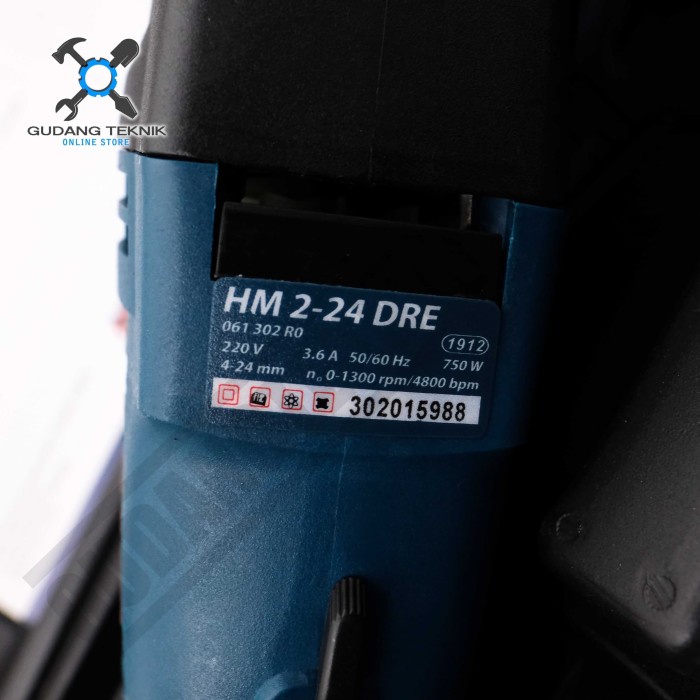 GUDANG TEKNIK
ONLINE STORE
HM 2-24 DRE
061 302 R0
1912
220 V 3.6 A 50/60 Hz 750 W
4-24 mm n₀ 0-1300 rpm/4800 bpm
302015988